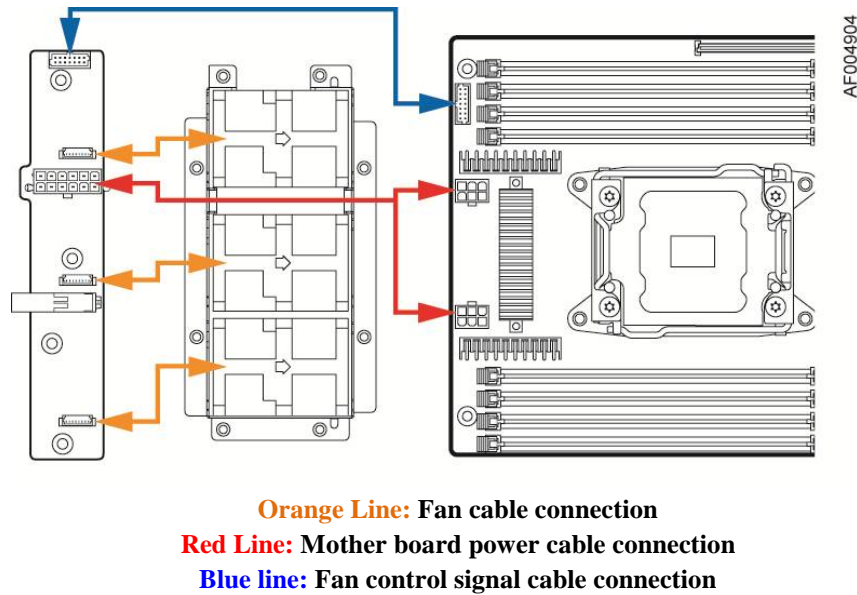 AF004904
Orange Line: Fan cable connection
Red Line: Mother board power cable connection
Blue line: Fan control signal cable connection